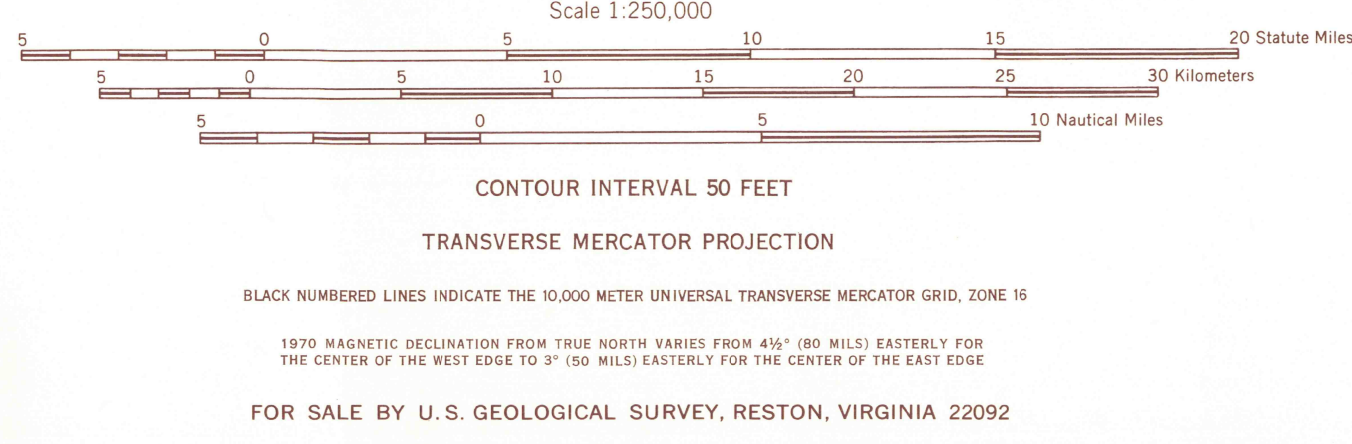 Scale 1:250,000
5 0 5 10 15 20 Statute Miles
5 0 5 10 15 20 25 30 Kilometers
5 0 5 10 Nautical Miles
CONTOUR INTERVAL 50 FEET
TRANSVERSE MERCATOR PROJECTION
BLACK NUMBERED LINES INDICATE THE 10,000 METER UNIVERSAL TRANSVERSE MERCATOR GRID, ZONE 16
1970 MAGNETIC DECLINATION FROM TRUE NORTH VARIES FROM 4½° (80 MILS) EASTERLY FOR
THE CENTER OF THE WEST EDGE TO 3° (50 MILS) EASTERLY FOR THE CENTER OF THE EAST EDGE
FOR SALE BY U.S. GEOLOGICAL SURVEY, RESTON, VIRGINIA 22092